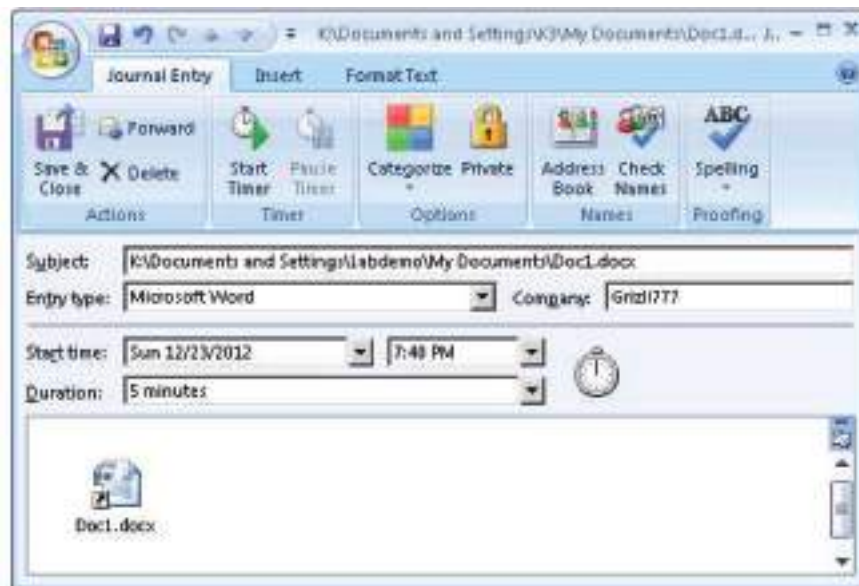 K:\Documents and Settings\K3\My Documents\Doc1.d... J..
Journal Entry Insert Format Text
Save & Close Forward Delete Start Timer Pause Timer Categorize Private Address Book Check Names ABC Spelling
Actions Timer Options Names Proofing
Subject: K:\Documents and Settings\labdemo\My Documents\Doc1.docx
Entry type: Microsoft Word Company: Grizli777
Start time: Sun 12/23/2012 7:48 PM
Duration: 5 minutes
Doc1.docx